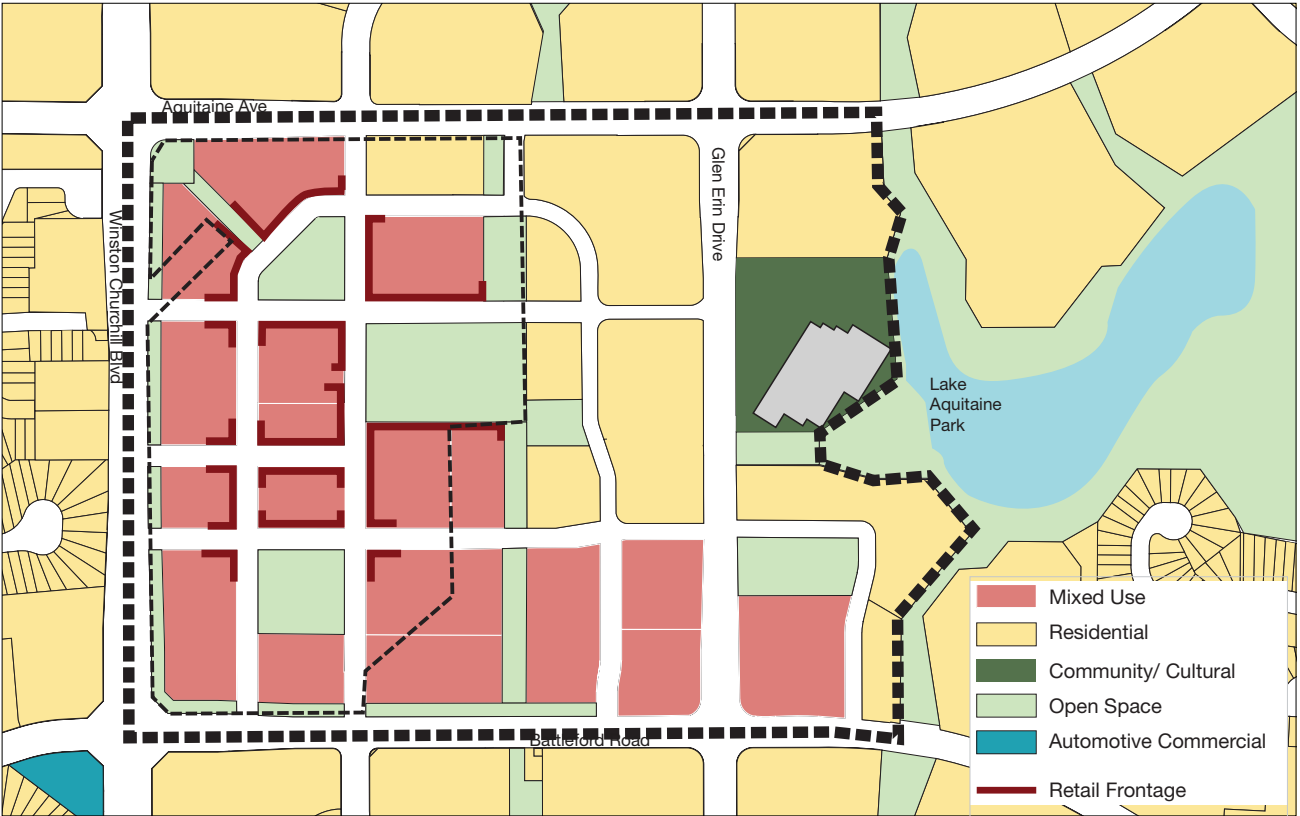 Aquitaine Ave
Glen Erin Drive
Winston Churchill Blvd
Lake
Aquitaine
Park
Mixed Use
Residential
Community/ Cultural
Open Space
Automotive Commercial
Retail Frontage
Battleford Road